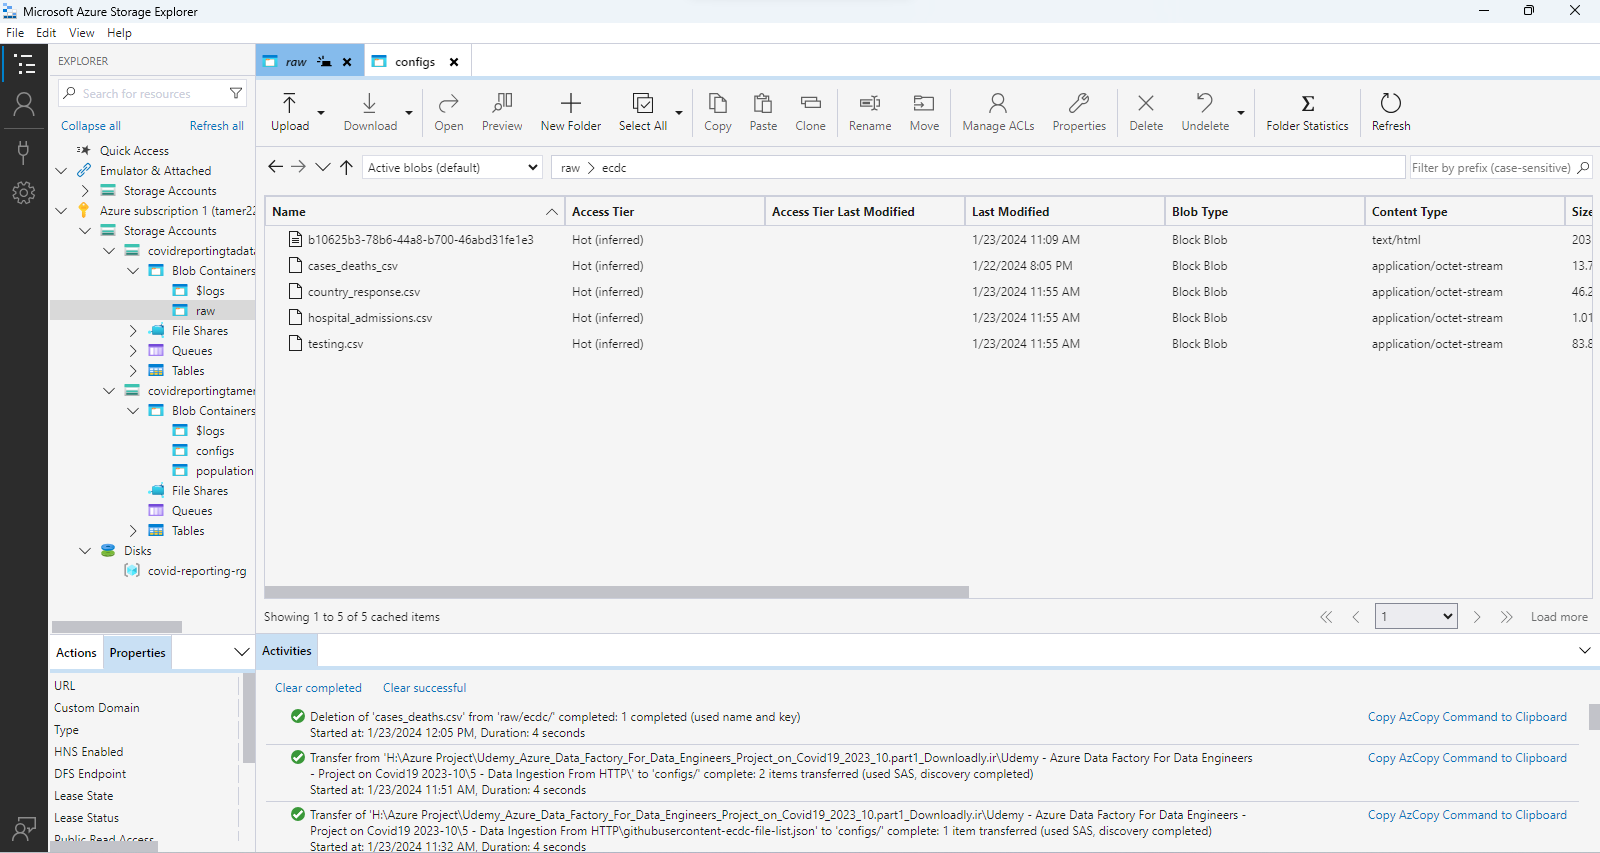 Microsoft Azure Storage Explorer
File Edit View Help
EXPLORER
Search for resources
Collapse all Refresh all
Quick Access
Emulator & Attached
Storage Accounts
Azure subscription 1 (tamer22
Storage Accounts
covidreportingtadat
Blob Containers
$logs
raw
File Shares
Queues
Tables
covidreportingtamer
Blob Containers
$logs
configs
population
File Shares
Queues
Tables
Disks
covid-reporting-rg
Actions Properties
URL
Custom Domain
Type
HNS Enabled
DFS Endpoint
Lease State
Lease Status
Public Read Access
raw configs
Upload Download Open Preview New Folder Select All Copy Paste Clone Rename Move Manage ACLs Properties Delete Undelete Folder Statistics Refresh
Active blobs (default) raw > ecdc Filter by prefix (case-sensitive)
Name Access Tier Access Tier Last Modified Last Modified Blob Type Content Type Size
b10625b3-78b6-44a8-b700-46abd31fe1e3 Hot (inferred) 1/23/2024 11:09 AM Block Blob text/html 203
cases_deaths_csv Hot (inferred) 1/22/2024 8:05 PM Block Blob application/octet-stream 13.7
country_response.csv Hot (inferred) 1/23/2024 11:55 AM Block Blob application/octet-stream 46.2
hospital_admissions.csv Hot (inferred) 1/23/2024 11:55 AM Block Blob application/octet-stream 1.01
testing.csv Hot (inferred) 1/23/2024 11:55 AM Block Blob application/octet-stream 83.8
Showing 1 to 5 of 5 cached items 1 Load more
Activities
Clear completed Clear successful
Deletion of 'cases_deaths.csv' from 'raw/ecdc/' completed: 1 completed (used name and key) Copy AzCopy Command to Clipboard
Started at: 1/23/2024 12:05 PM, Duration: 4 seconds
Transfer from 'H:\Azure Project\Udemy_Azure_Data_Factory_For_Data_Engineers_Project_on_Covid19_2023_10.part1_Downloadly.ir\Udemy - Azure Data Factory For Data Engineers Copy AzCopy Command to Clipboard
- Project on Covid19 2023-10\5 - Data Ingestion From HTTP\' to 'configs/' complete: 2 items transferred (used SAS, discovery completed)
Started at: 1/23/2024 11:51 AM, Duration: 4 seconds
Transfer of 'H:\Azure Project\Udemy_Azure_Data_Factory_For_Data_Engineers_Project_on_Covid19_2023_10.part1_Downloadly.ir\Udemy - Azure Data Factory For Data Engineers - Copy AzCopy Command to Clipboard
Project on Covid19 2023-10\5 - Data Ingestion From HTTP\githubusercontent-ecdc-file-list.json' to 'configs/' complete: 1 item transferred (used SAS, discovery completed)
Started at: 1/23/2024 11:32 AM, Duration: 4 seconds